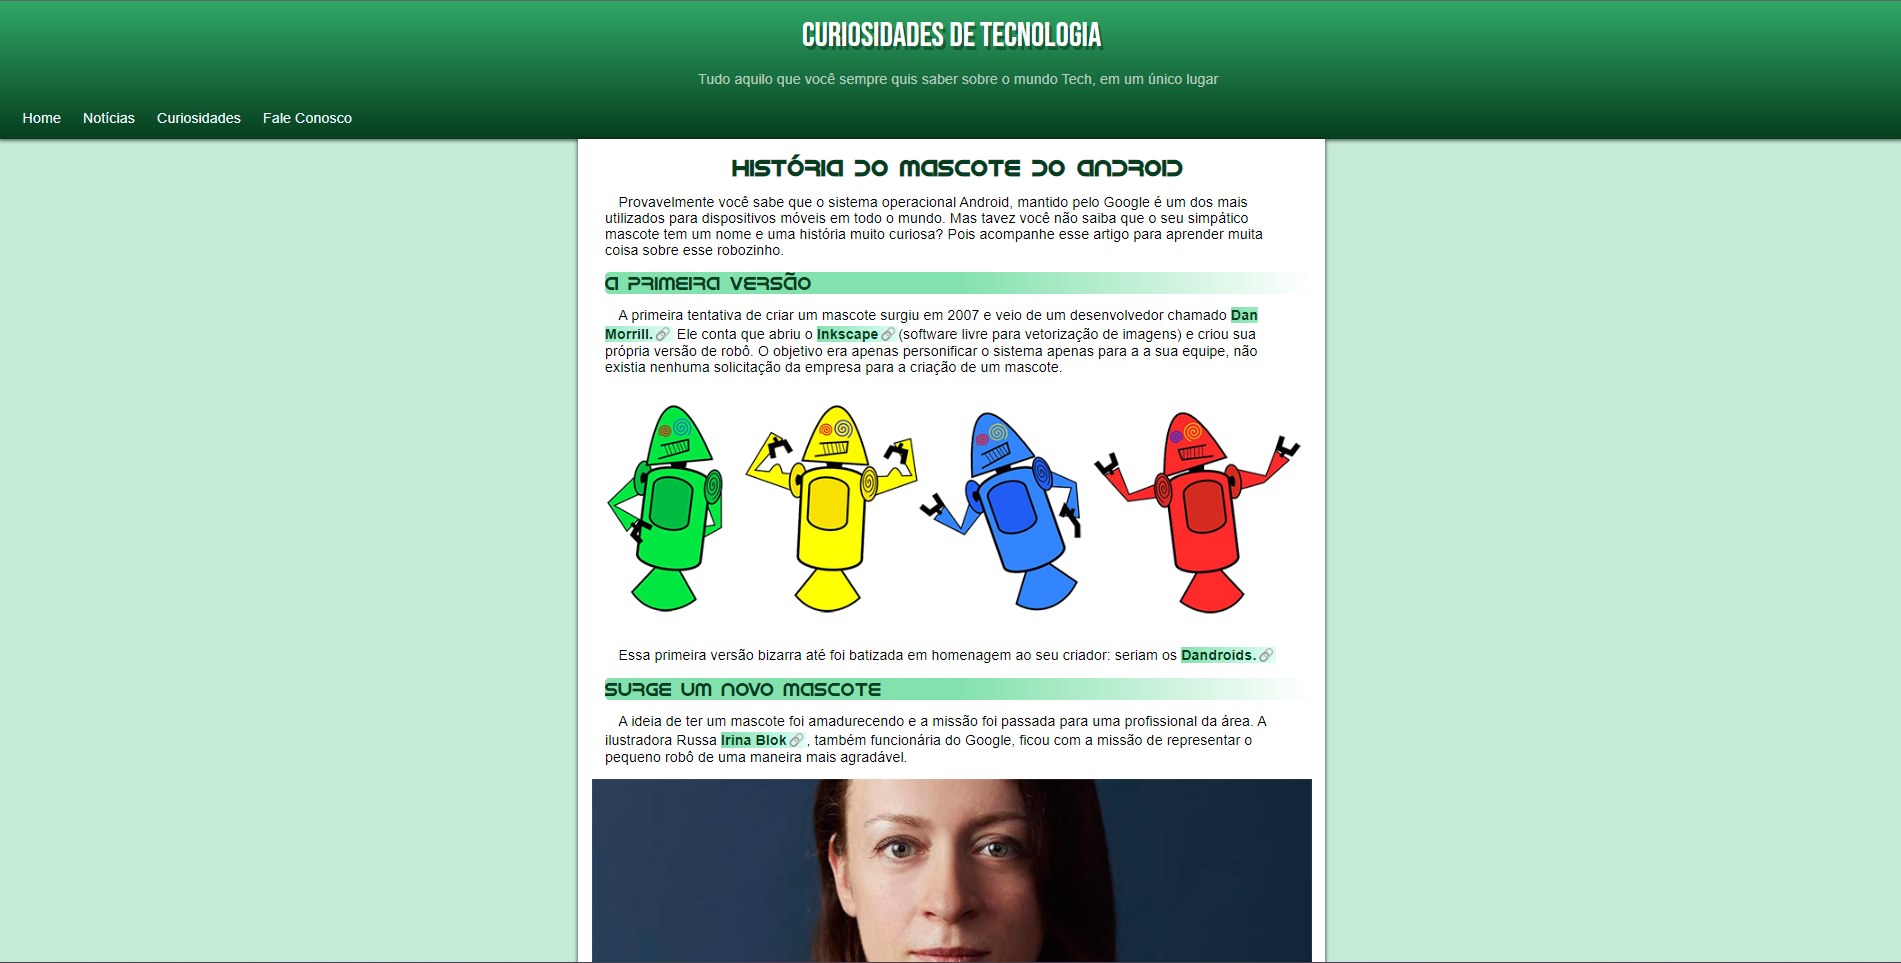 CURIOSIDADES DE TECNOLOGIA
Tudo aquilo que você sempre quis saber sobre o mundo Tech, em um único lugar
Home Notícias Curiosidades Fale Conosco
HISTÓRIA DO MASCOTE DO ANDROID
Provavelmente você sabe que o sistema operacional Android, mantido pelo Google é um dos mais
utilizados para dispositivos móveis em todo o mundo. Mas tavez você não saiba que o seu simpático
mascote tem um nome e uma história muito curiosa? Pois acompanhe esse artigo para aprender muita
coisa sobre esse robozinho.
A PRIMEIRA VERSÃO
A primeira tentativa de criar um mascote surgiu em 2007 e veio de um desenvolvedor chamado Dan
Morrill. Ele conta que abriu o Inkscape (software livre para vetorização de imagens) e criou sua
própria versão de robô. O objetivo era apenas personificar o sistema apenas para a a sua equipe, não
existia nenhuma solicitação da empresa para a criação de um mascote.
Essa primeira versão bizarra até foi batizada em homenagem ao seu criador: seriam os Dandroids.
SURGE UM NOVO MASCOTE
A ideia de ter um mascote foi amadurecendo e a missão foi passada para uma profissional da área. A
ilustradora Russa Irina Blok , também funcionária do Google, ficou com a missão de representar o
pequeno robô de uma maneira mais agradável.